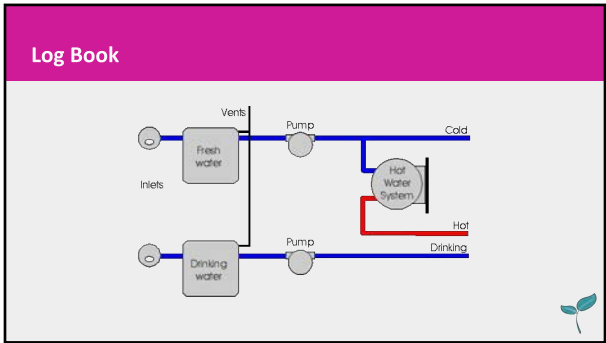 Log Book
Vents
Pump
Cold
Fresh
water
Inlets
Hot
Water
System
Hot
Pump
Drinking
Drinking
water